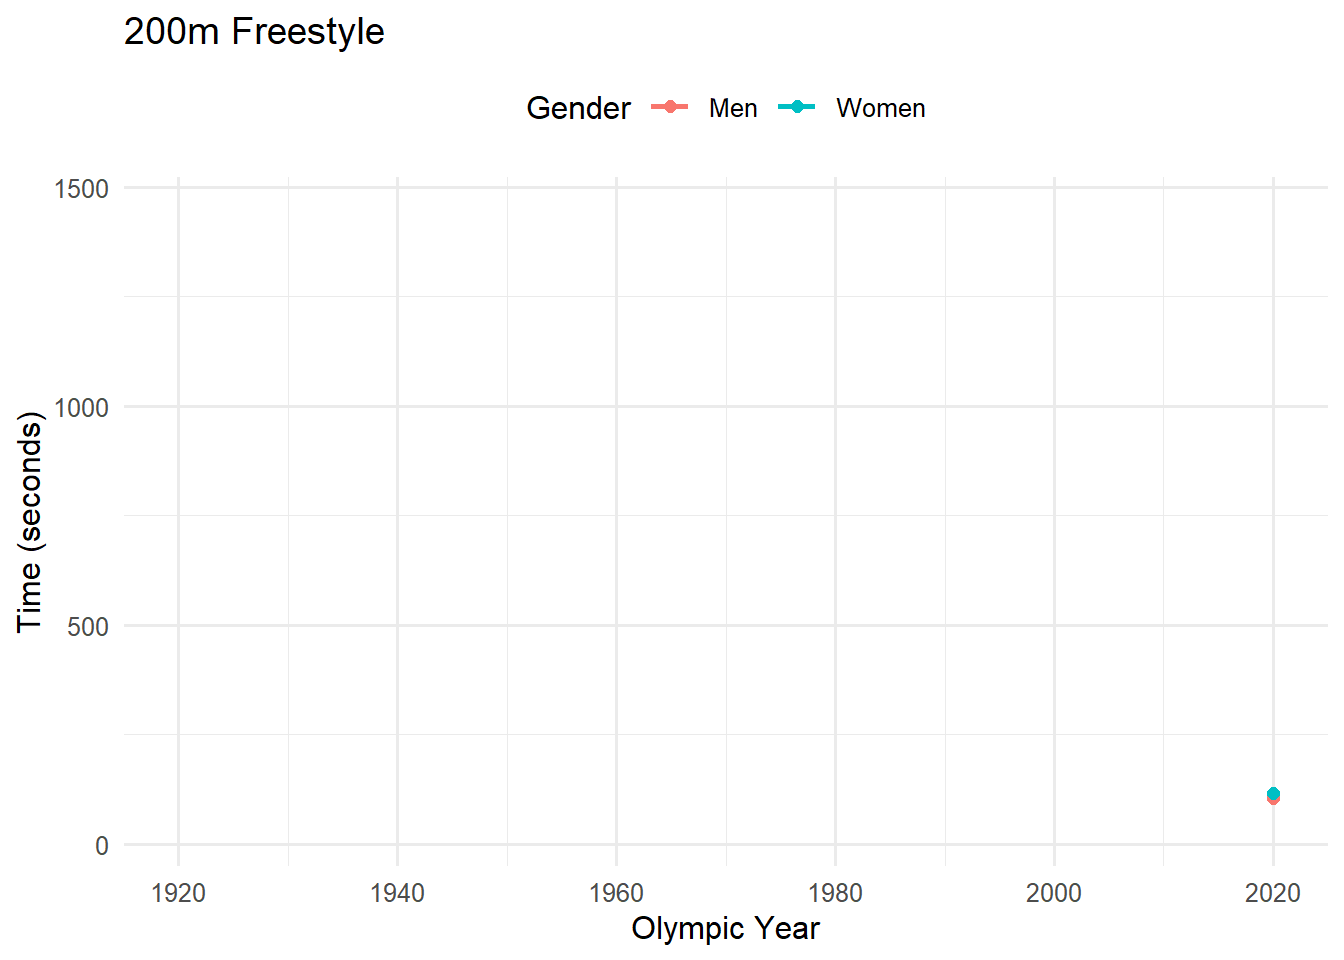 200m Freestyle
Gender Men Women
1500
1000
500
0
Time (seconds)
1920 1940 1960 1980 2000 2020
Olympic Year